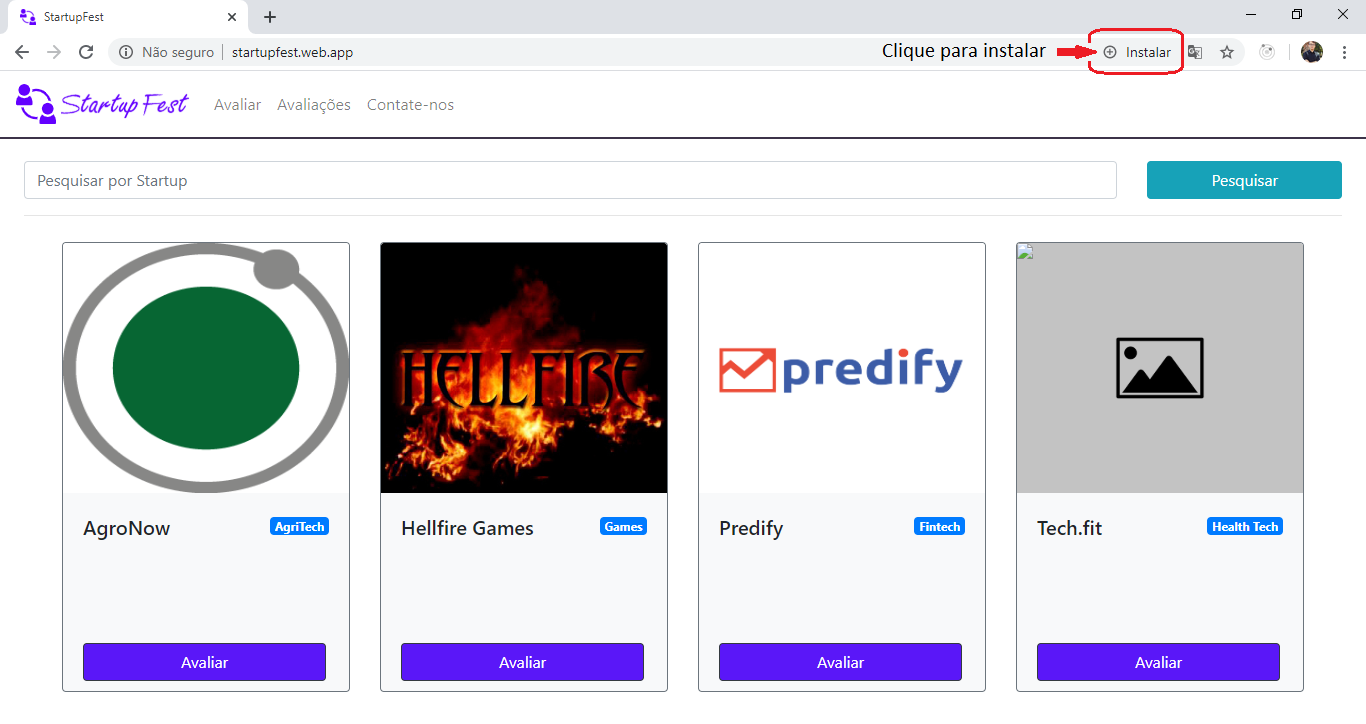 StartupFest
Não seguro | startupfest.web.app
Clique para instalar
Instalar
Startup Fest
Avaliar
Avaliações
Contate-nos
Pesquisar por Startup
Pesquisar
HELLFIRE
predify
AgroNow
AgriTech
Hellfire Games
Games
Predify
Fintech
Tech.fit
Health Tech
Avaliar
Avaliar
Avaliar
Avaliar